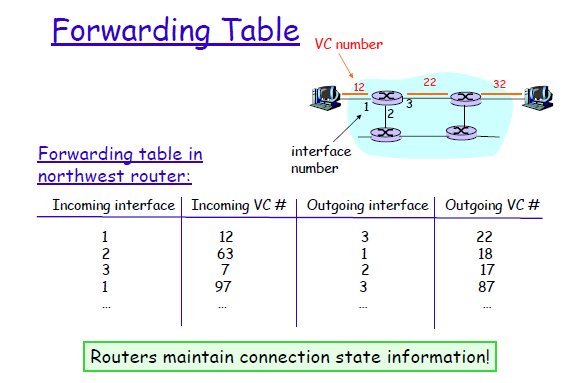 Forwarding Table
VC number
12
22
32
1
2
3
interface
number
Forwarding table in
northwest router:
Incoming interface Incoming VC # Outgoing interface Outgoing VC #
1 12 3 22
2 63 1 18
3 7 2 17
1 97 3 87
... ... ... ...
Routers maintain connection state information!